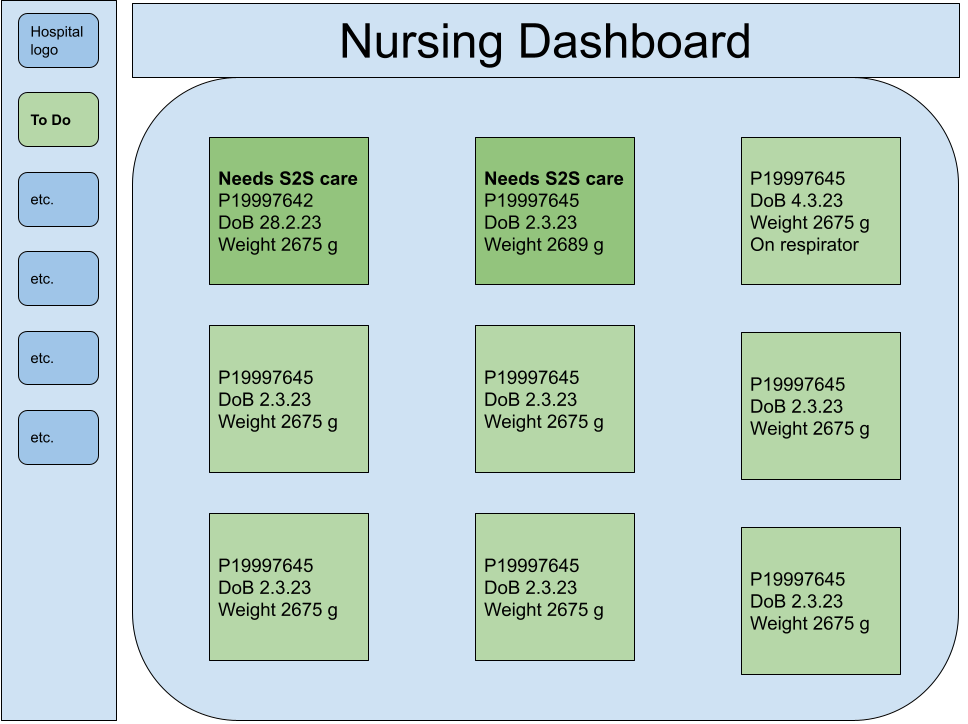 Hospital
logo
To Do
etc.
etc.
etc.
etc.
Nursing Dashboard
Needs S2S care
P19997642
DoB 28.2.23
Weight 2675 g
Needs S2S care
P19997645
DoB 2.3.23
Weight 2689 g
P19997645
DoB 4.3.23
Weight 2675 g
On respirator
P19997645
DoB 2.3.23
Weight 2675 g
P19997645
DoB 2.3.23
Weight 2675 g
P19997645
DoB 2.3.23
Weight 2675 g
P19997645
DoB 2.3.23
Weight 2675 g
P19997645
DoB 2.3.23
Weight 2675 g
P19997645
DoB 2.3.23
Weight 2675 g